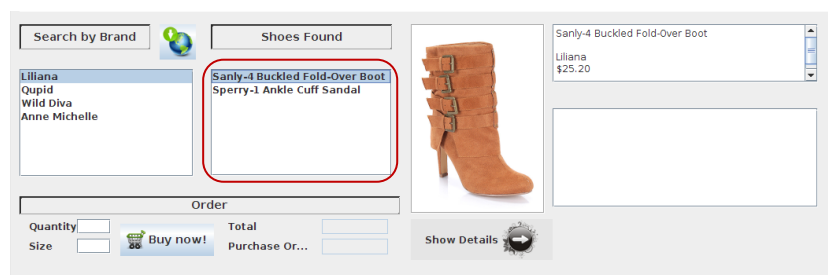 Search by Brand
Shoes Found
Liliana
Qupid
Wild Diva
Anne Michelle
Sanly-4 Buckled Fold-Over Boot
Sperry-1 Ankle Cuff Sandal
Sanly-4 Buckled Fold-Over Boot
Liliana
$25.20
Order
Quantity
Size
Buy now!
Total
Purchase Or...
Show Details